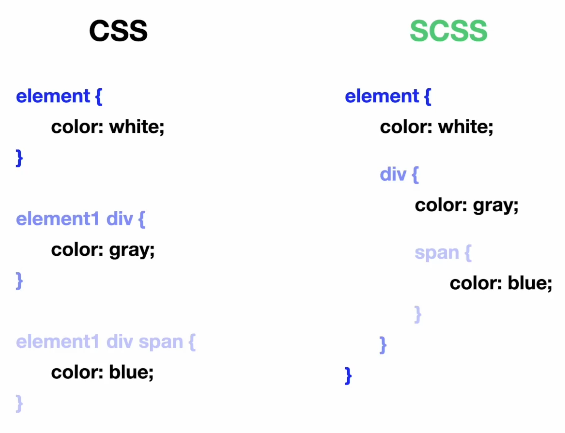 CSS
element {
color: white;
}
element1 div {
color: gray;
}
element1 div span {
color: blue;
}
SCSS
element {
color: white;
div {
color: gray;
span {
color: blue;
}
}
}